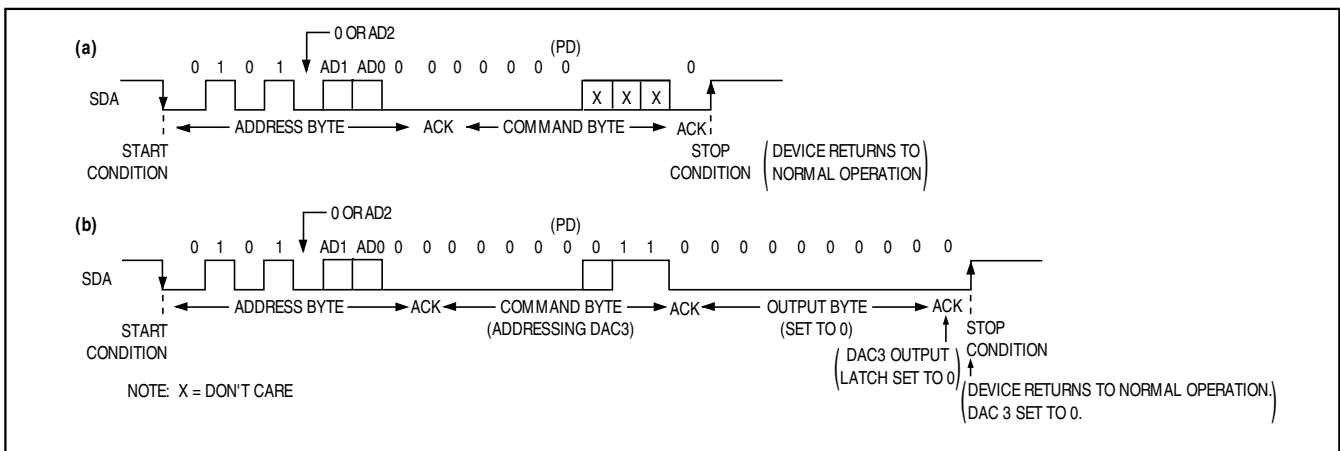 (a)
0 OR AD2
(PD)
0 1 0 1 AD1 AD0 0 0 0 0 0 0 0 0
SDA
X X X
ADDRESS BYTE ACK COMMAND BYTE ACK
START CONDITION
STOP CONDITION
(DEVICE RETURNS TO NORMAL OPERATION)
(b)
0 OR AD2
(PD)
0 1 0 1 AD1 AD0 0 0 0 0 0 0 0 0 1 1 0 0 0 0 0 0 0 0 0 0
SDA
ADDRESS BYTE ACK COMMAND BYTE ACK OUTPUT BYTE ACK
(ADDRESSING DAC3)
(SET TO 0)
START CONDITION
STOP CONDITION
(DAC3 OUTPUT LATCH SET TO 0)
NOTE: X = DON'T CARE
(DEVICE RETURNS TO NORMAL OPERATION. DAC 3 SET TO 0.)